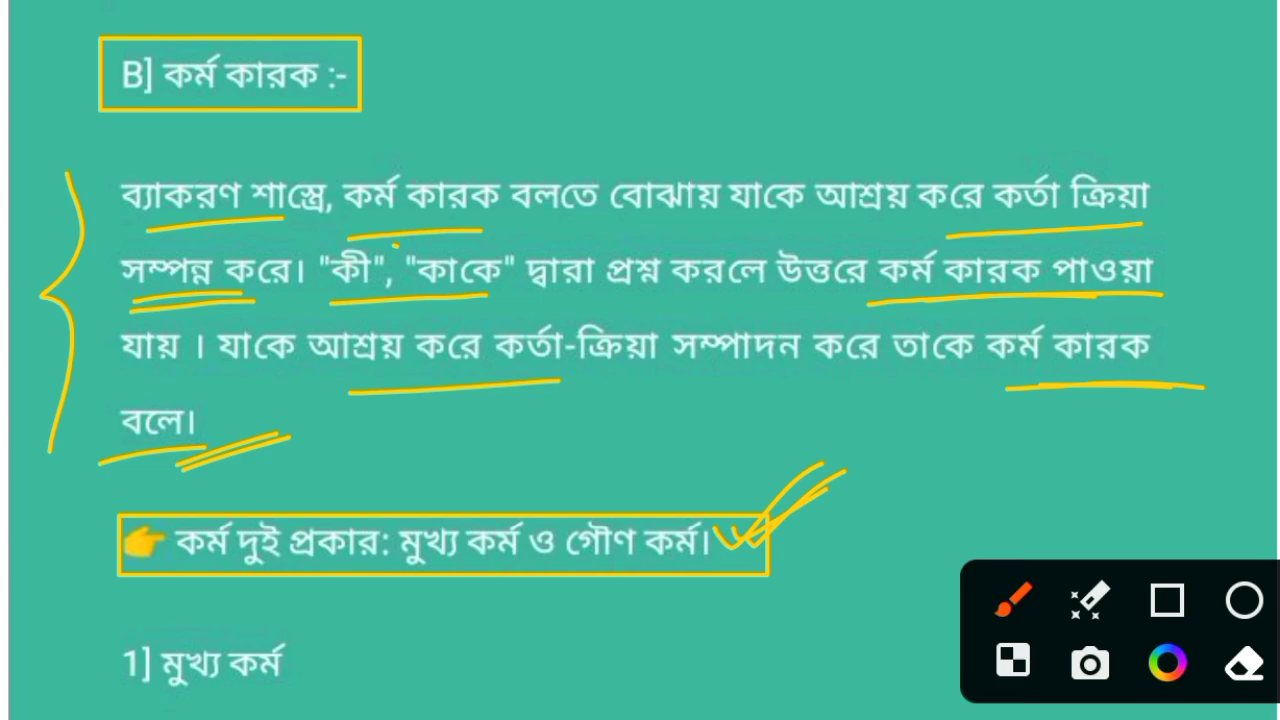 B] কর্ম কারক :-
ব্যাকরণ শাস্ত্রে, কর্ম কারক বলতে বোঝায় যাকে আশ্রয় করে কর্তা ক্রিয়া
সম্পন্ন করে। "কী", "কাকে" দ্বারা প্রশ্ন করলে উত্তরে কর্ম কারক পাওয়া
যায় । যাকে আশ্রয় করে কর্তা-ক্রিয়া সম্পাদন করে তাকে কর্ম কারক
বলে।
👉 কর্ম দুই প্রকার: মুখ্য কর্ম ও গৌণ কর্ম।
1] মুখ্য কর্ম